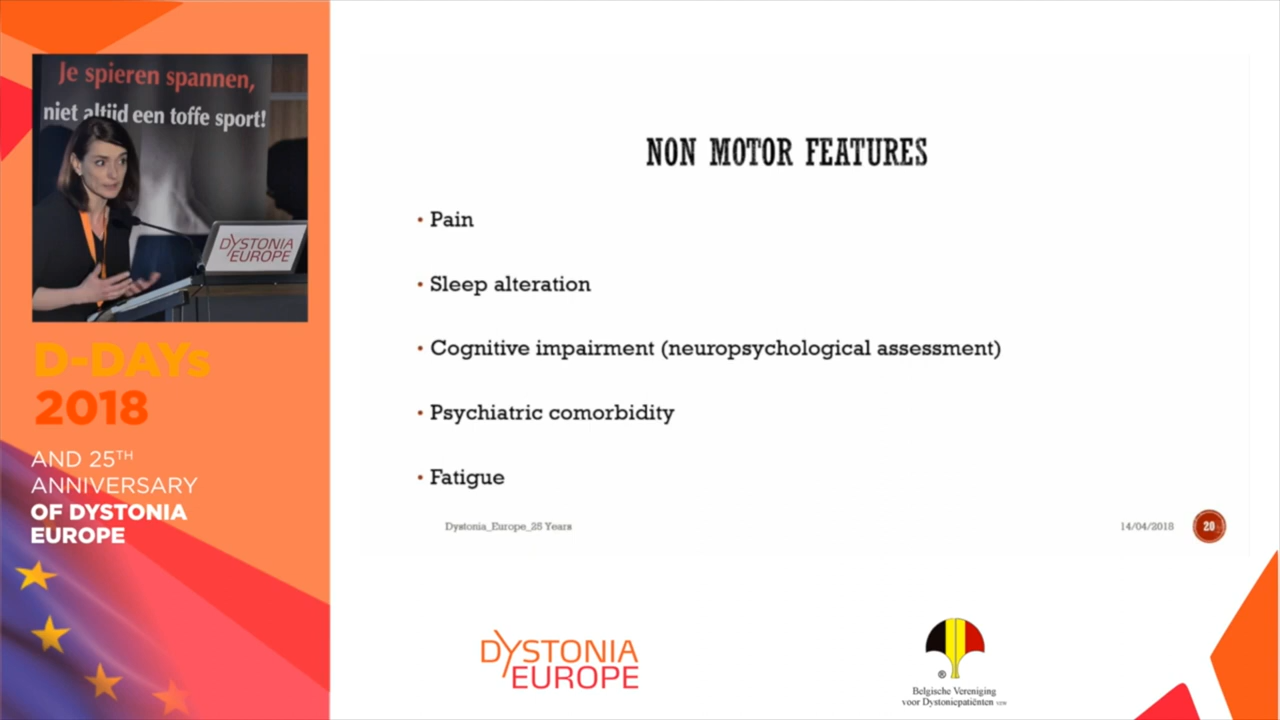 Je spieren spannen,
niet altijd een toffe sport!
DYSTONIA
EUROPE
D-DAYs
2018
AND 25TH
ANNIVERSARY
OF DYSTONIA
EUROPE
NON MOTOR FEATURES
• Pain
• Sleep alteration
• Cognitive impairment (neuropsychological assessment)
• Psychiatric comorbidity
• Fatigue
Dystonia_Europe_25 Years
14/04/2018
20
DYSTONIA
EUROPE
®
Belgische Vereniging
voor Dystoniepatiënten vzw